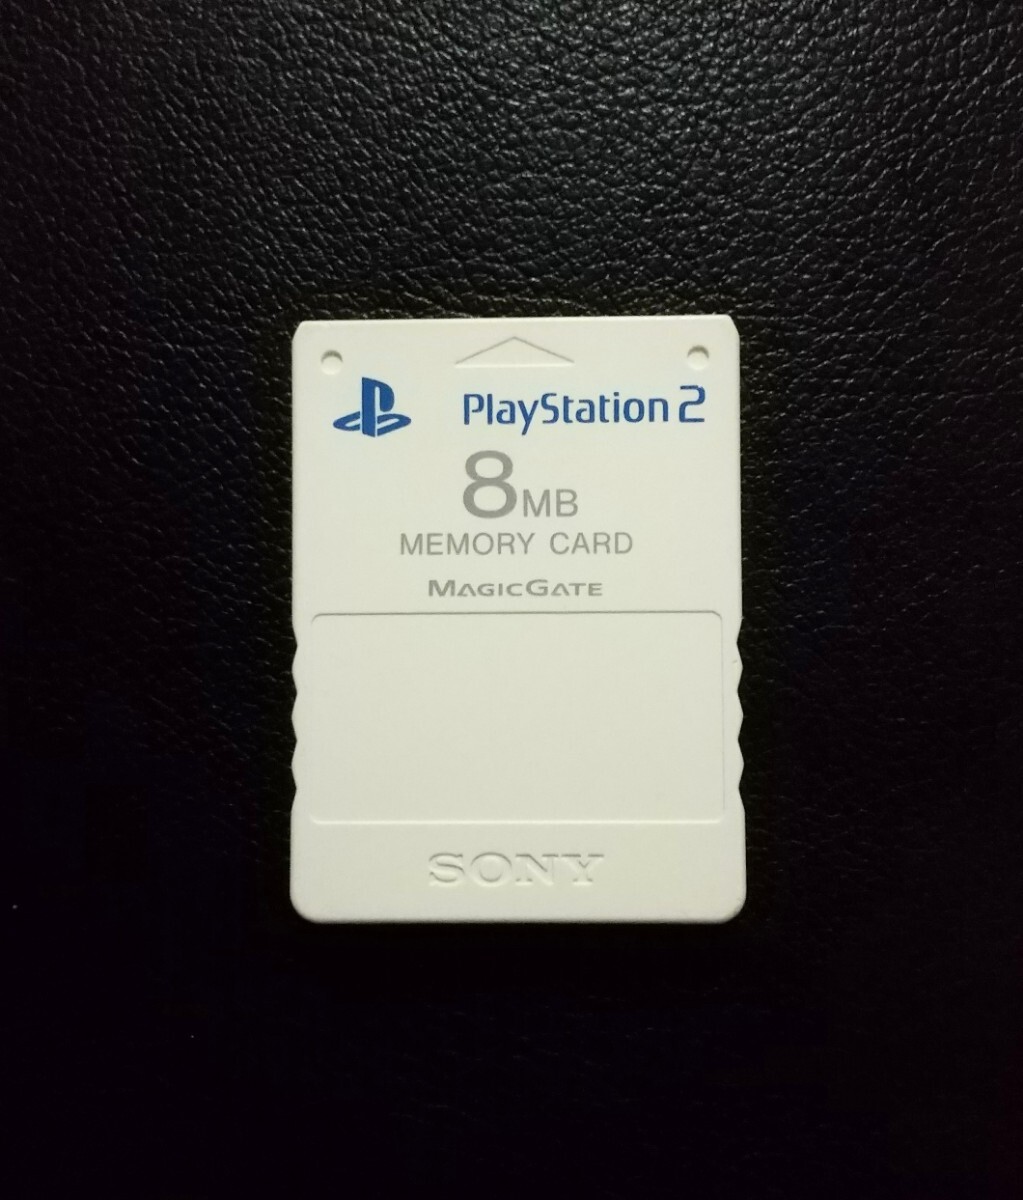 PlayStation 2
8MB
MEMORY CARD
MAGICGATE
SONY